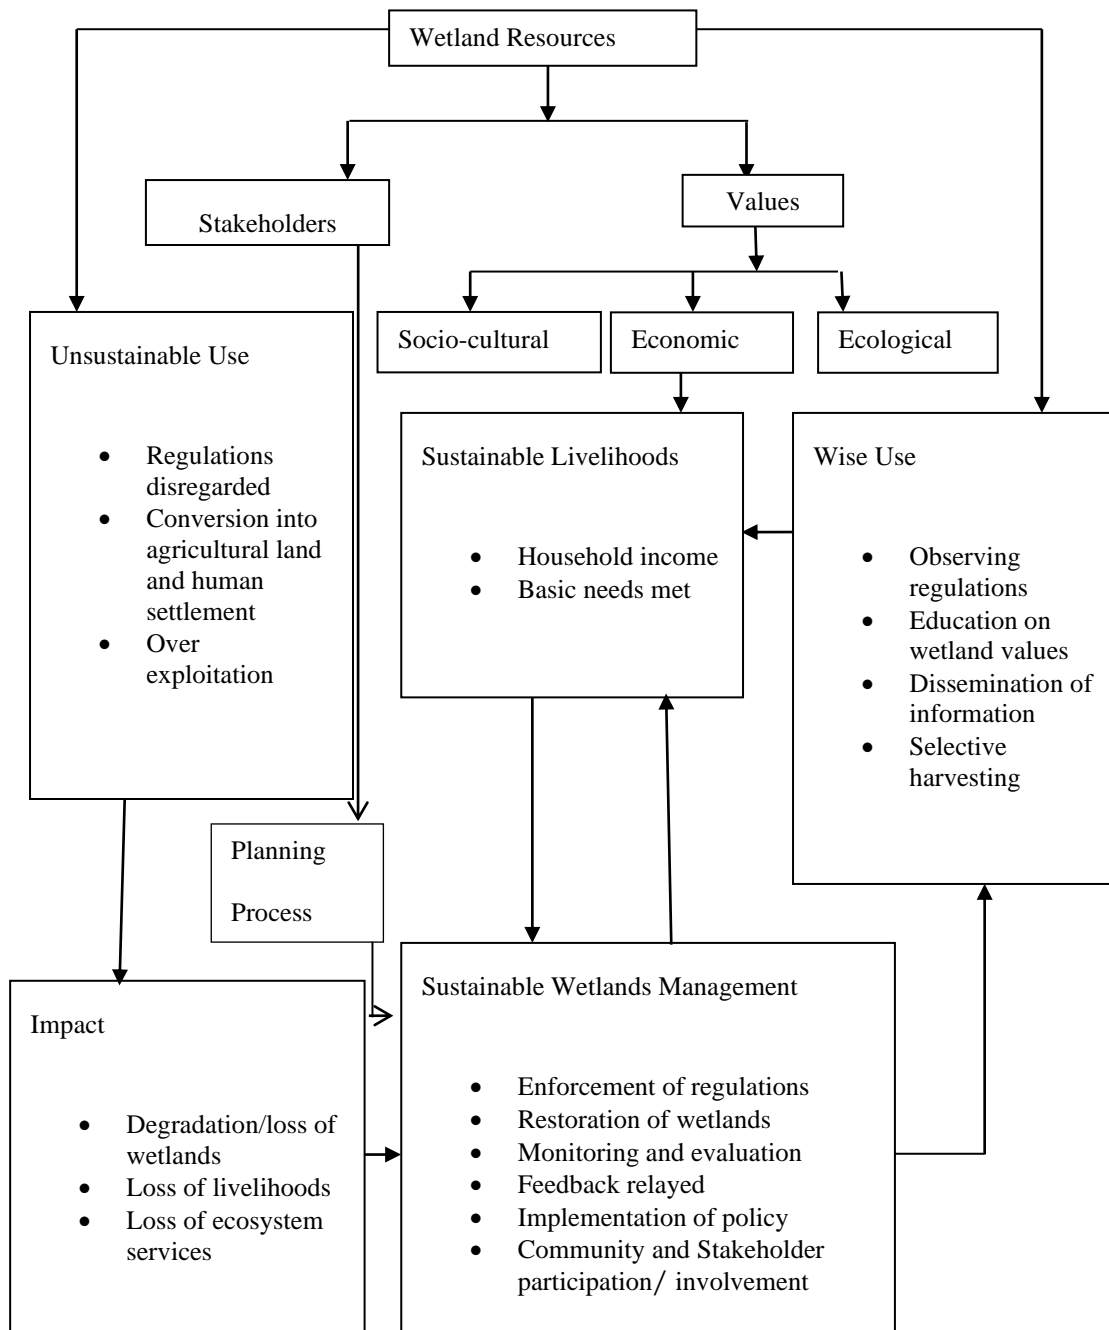 Wetland Resources
Stakeholders
Values
Socio-cultural
Economic
Ecological
Unsustainable Use
• Regulations
disregarded
• Conversion into
agricultural land
and human
settlement
• Over
exploitation
Sustainable Livelihoods
• Household income
• Basic needs met
Wise Use
• Observing
regulations
• Education on
wetland values
• Dissemination of
information
• Selective
harvesting
Planning
Process
Impact
• Degradation/loss of
wetlands
• Loss of livelihoods
• Loss of ecosystem
services
Sustainable Wetlands Management
• Enforcement of regulations
• Restoration of wetlands
• Monitoring and evaluation
• Feedback relayed
• Implementation of policy
• Community and Stakeholder
participation/ involvement